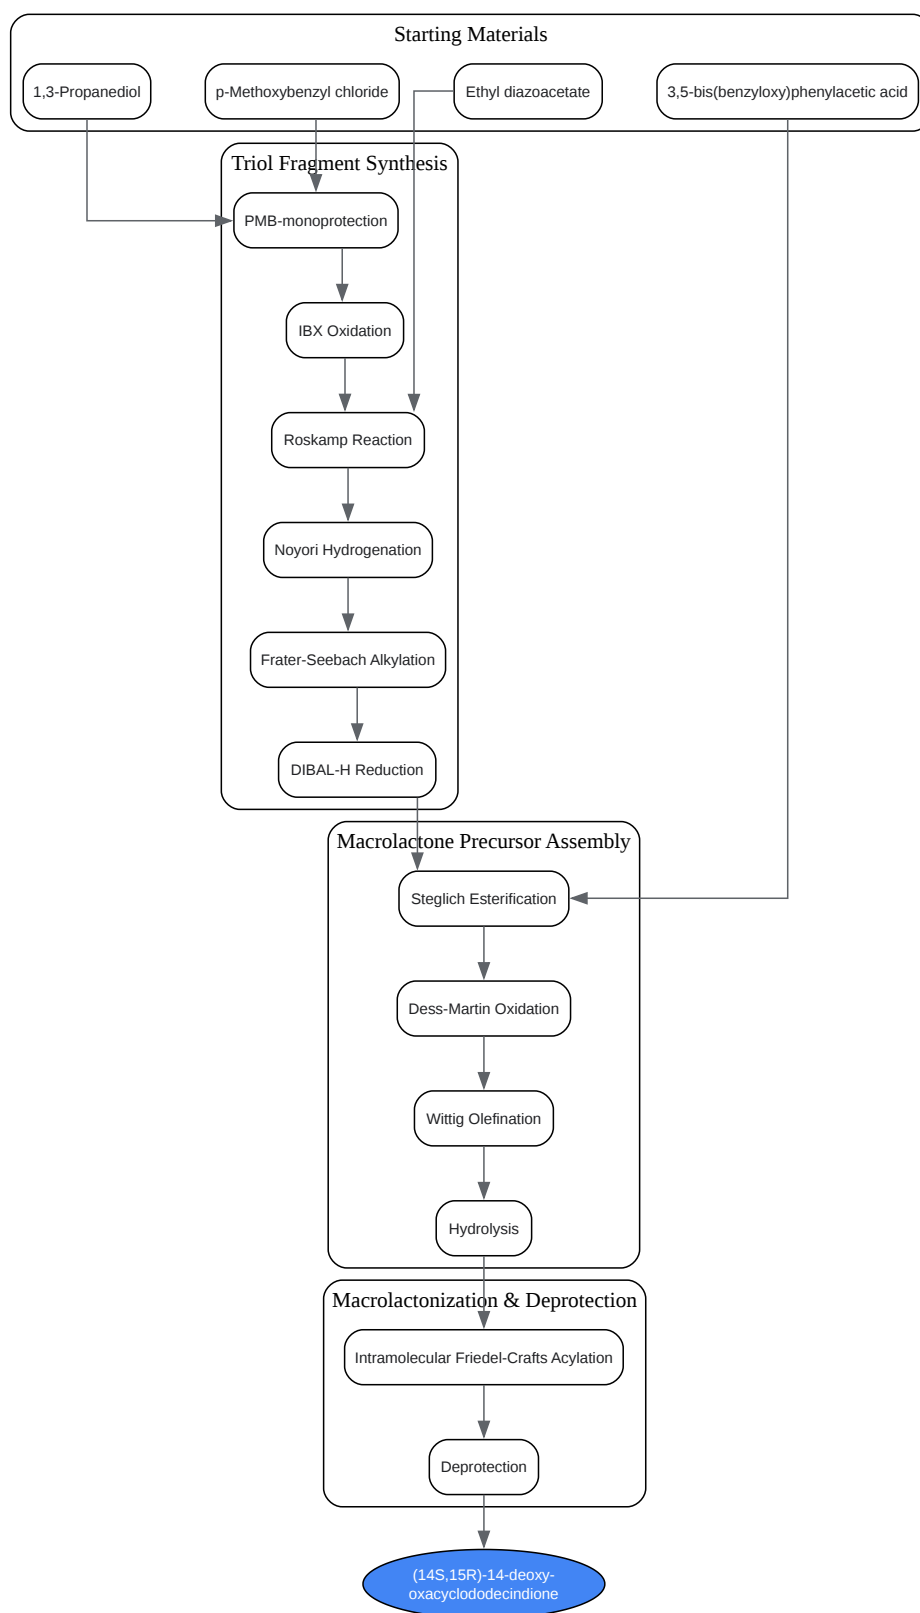 Starting Materials
1,3-Propanediol
p-Methoxybenzyl chloride
Ethyl diazoacetate
3,5-bis(benzyloxy)phenylacetic acid
Triol Fragment Synthesis
PMB-monoprotection
IBX Oxidation
Roskamp Reaction
Noyori Hydrogenation
Frater-Seebach Alkylation
DIBAL-H Reduction
Macrolactone Precursor Assembly
Steglich Esterification
Dess-Martin Oxidation
Wittig Olefination
Hydrolysis
Macrolactonization & Deprotection
Intramolecular Friedel-Crafts Acylation
Deprotection
(14S,15R)-14-deoxy-
oxacyclododecindione